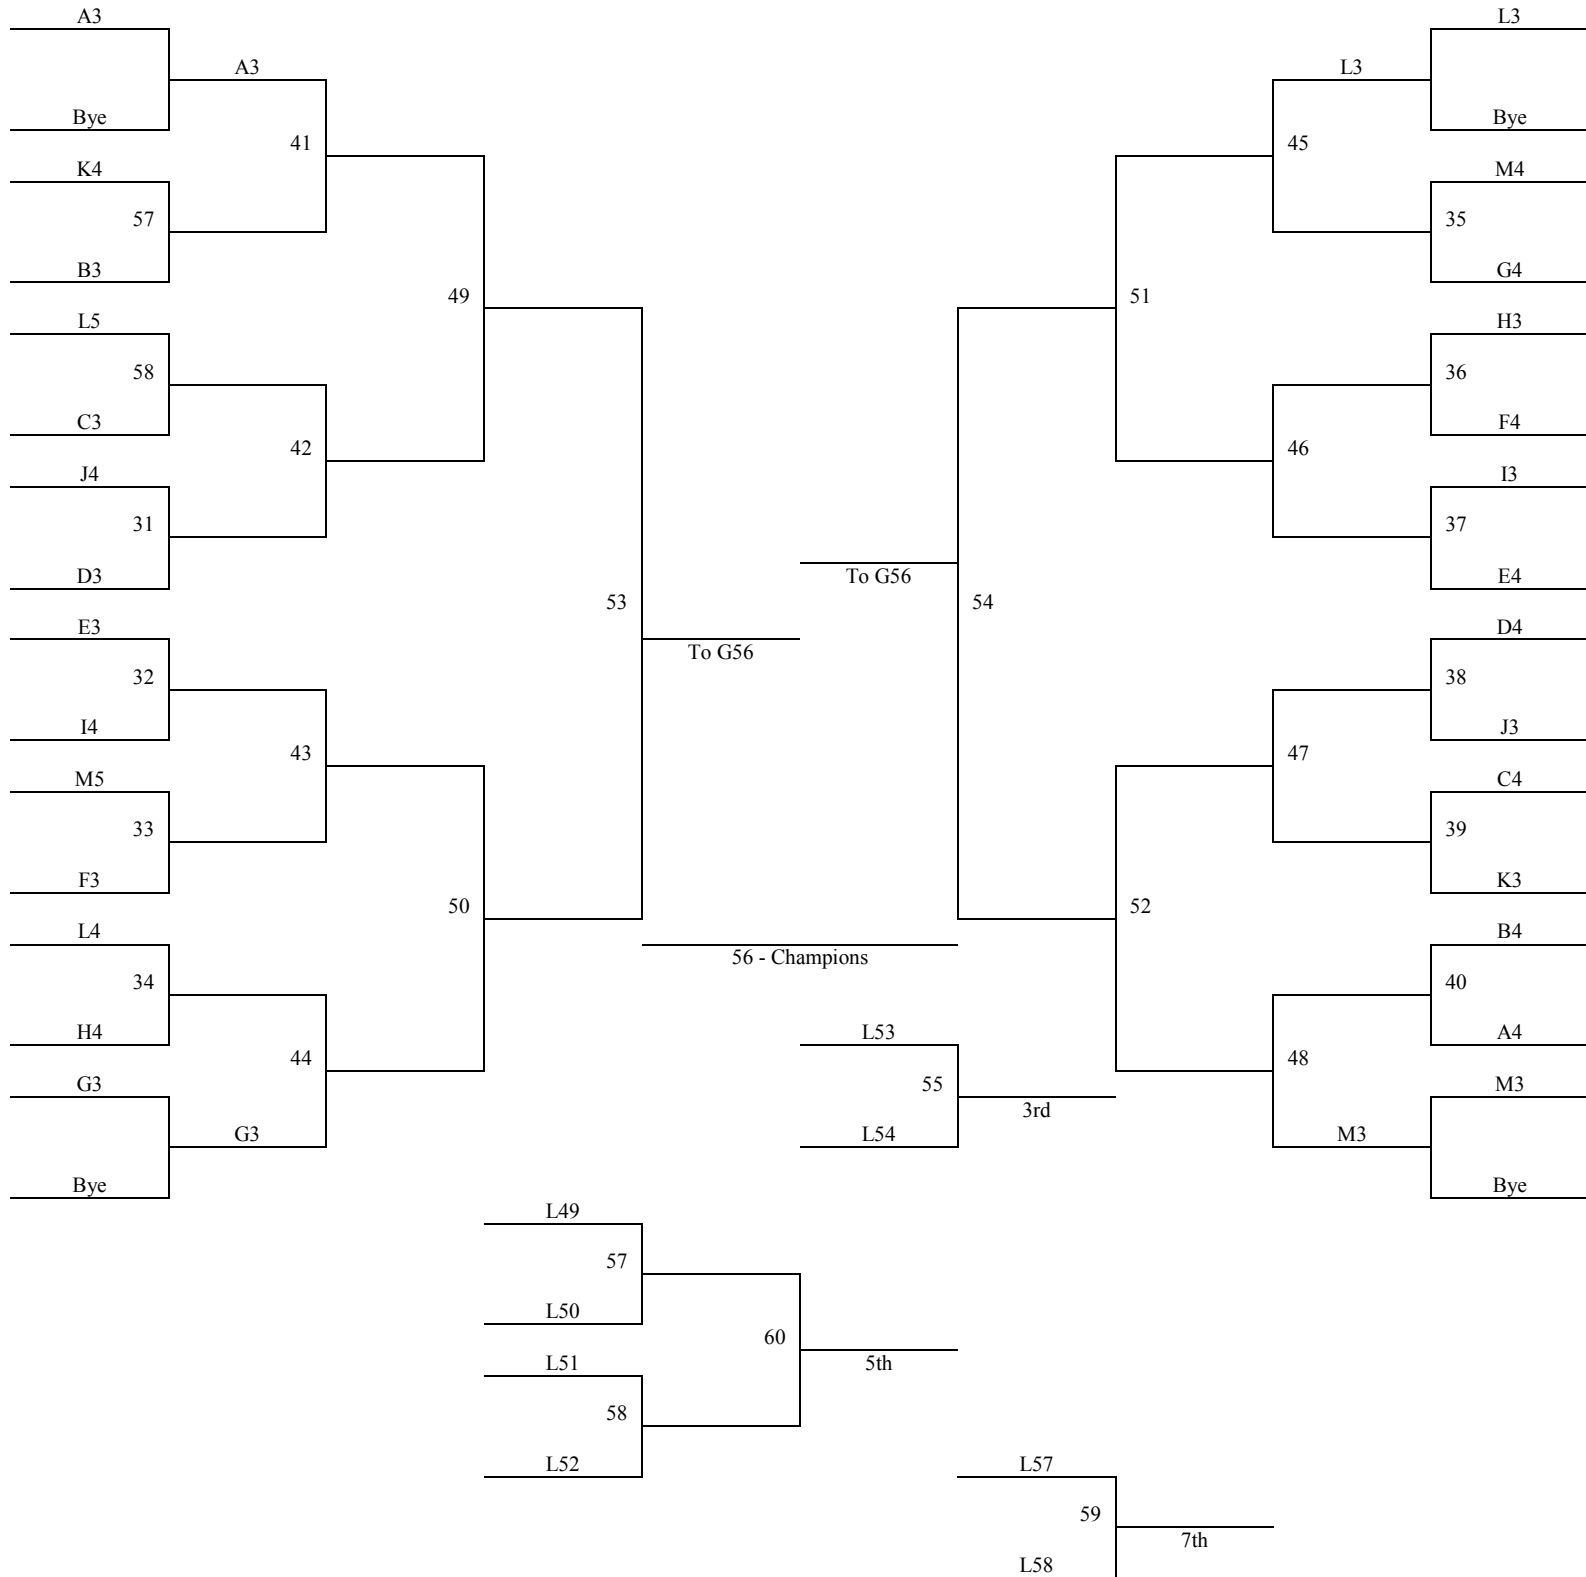 A3
L3
A3
L3
Bye
Bye
41
45
K4
M4
57
35
B3
G4
49
51
L5
H3
58
36
C3
F4
42
46
J4
I3
31
37
D3
To G56
E4
53
54
E3
D4
To G56
32
38
I4
J3
43
47
M5
C4
33
39
F3
K3
50
52
L4
B4
56 - Champions
34
40
H4
L53
A4
44
48
G3
55
M3
3rd
G3
L54
M3
Bye
Bye
L49
57
L50
60
L51
5th
58
L52
L57
59
7th
L58